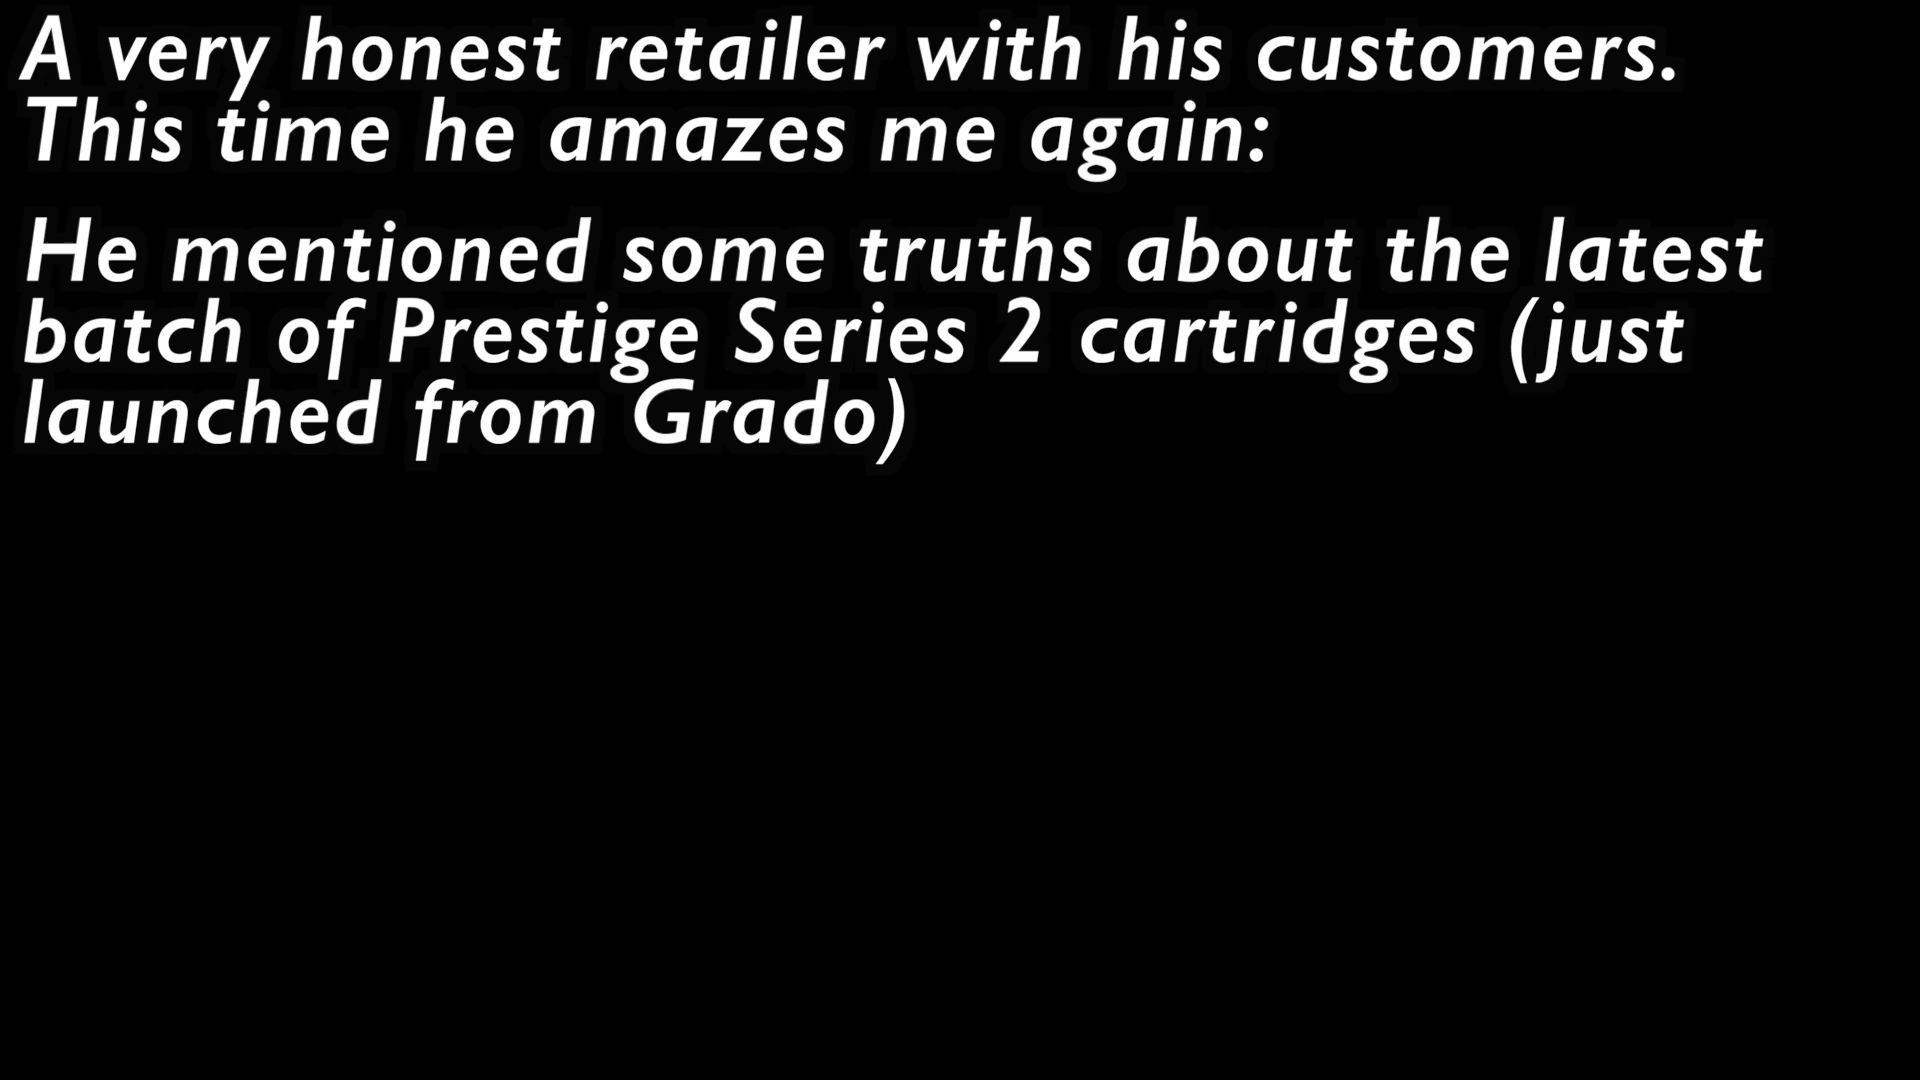 A very honest retailer with his customers.
This time he amazes me again:
He mentioned some truths about the latest
batch of Prestige Series 2 cartridges (just
launched from Grado)